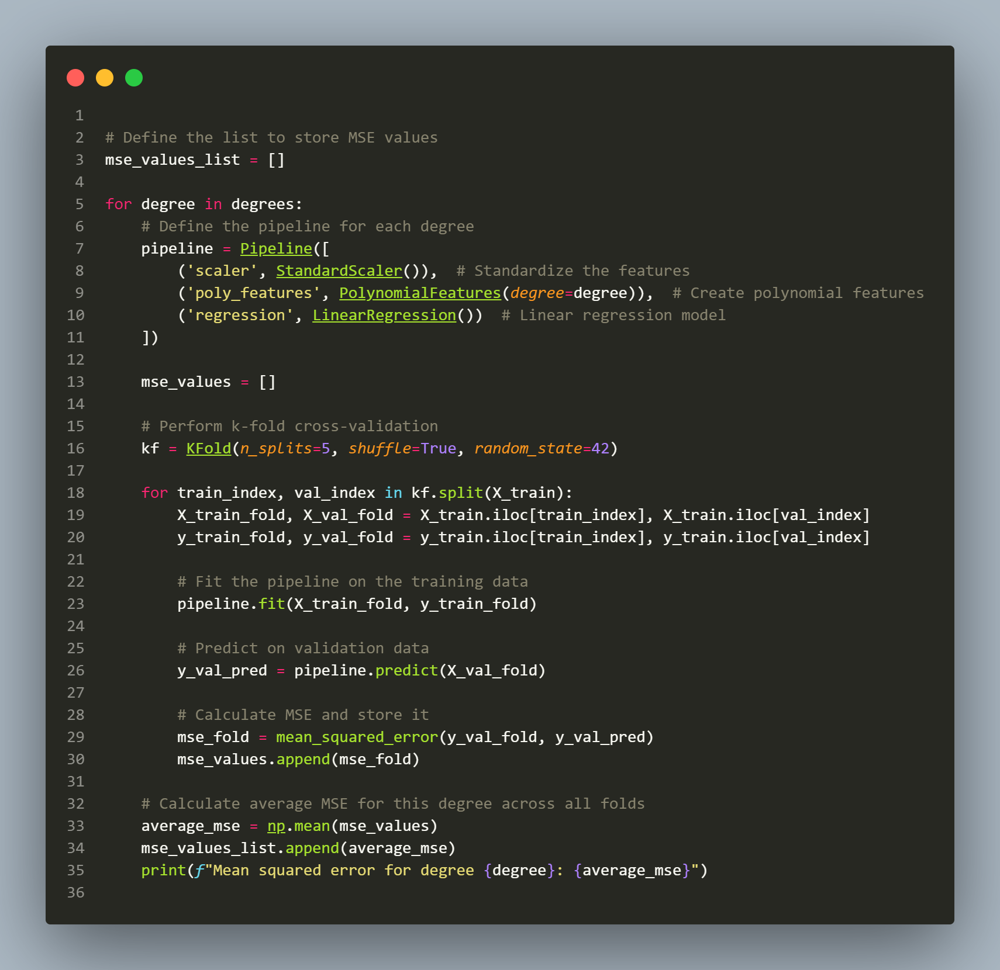 1
2 # Define the list to store MSE values
3 mse_values_list = []
4
5 for degree in degrees:
6     # Define the pipeline for each degree
7     pipeline = Pipeline([
8         ('scaler', StandardScaler()),  # Standardize the features
9         ('poly_features', PolynomialFeatures(degree=degree)),  # Create polynomial features
10         ('regression', LinearRegression())  # Linear regression model
11     ])
12
13     mse_values = []
14
15     # Perform k-fold cross-validation
16     kf = KFold(n_splits=5, shuffle=True, random_state=42)
17
18     for train_index, val_index in kf.split(X_train):
19         X_train_fold, X_val_fold = X_train.iloc[train_index], X_train.iloc[val_index]
20         y_train_fold, y_val_fold = y_train.iloc[train_index], y_train.iloc[val_index]
21
22         # Fit the pipeline on the training data
23         pipeline.fit(X_train_fold, y_train_fold)
24
25         # Predict on validation data
26         y_val_pred = pipeline.predict(X_val_fold)
27
28         # Calculate MSE and store it
29         mse_fold = mean_squared_error(y_val_fold, y_val_pred)
30         mse_values.append(mse_fold)
31
32     # Calculate average MSE for this degree across all folds
33     average_mse = np.mean(mse_values)
34     mse_values_list.append(average_mse)
35     print(f"Mean squared error for degree {degree}: {average_mse}")
36